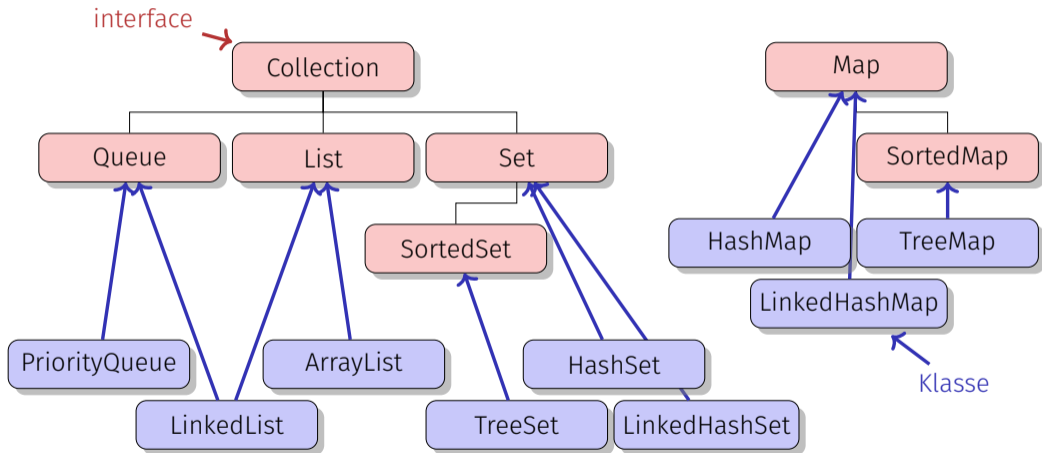 interface
Collection
Map
Queue
List
Set
SortedMap
SortedSet
HashMap
TreeMap
LinkedHashMap
PriorityQueue
ArrayList
HashSet
Klasse
LinkedList
TreeSet
LinkedHashSet